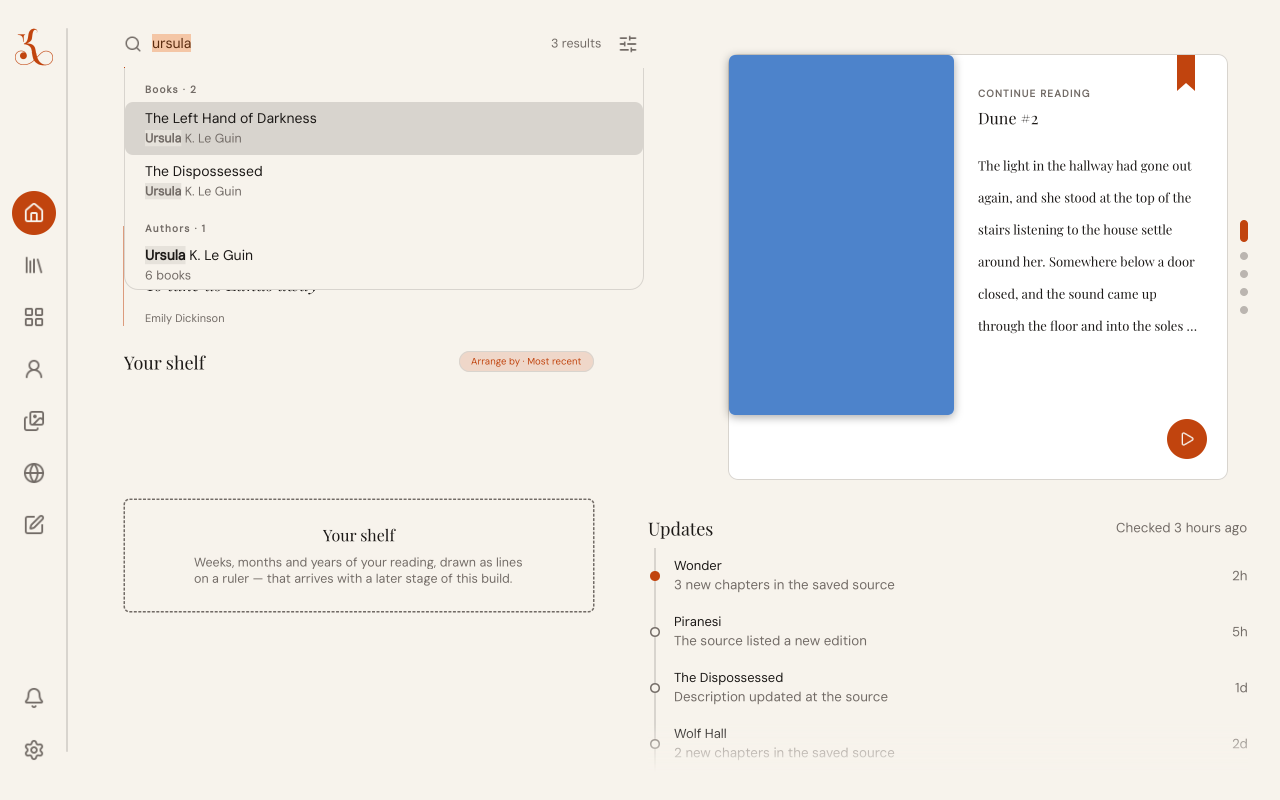 ursula
3 results
Books · 2
The Left Hand of Darkness
Ursula K. Le Guin
The Dispossessed
Ursula K. Le Guin
Authors · 1
Ursula K. Le Guin
6 books
Emily Dickinson
Your shelf
Arrange by · Most recent
Your shelf
Weeks, months and years of your reading, drawn as lines
on a ruler — that arrives with a later stage of this build.
CONTINUE READING
Dune #2
The light in the hallway had gone out
again, and she stood at the top of the
stairs listening to the house settle
around her. Somewhere below a door
closed, and the sound came up
through the floor and into the soles ...
Updates
Checked 3 hours ago
Wonder
3 new chapters in the saved source
2h
Piranesi
The source listed a new edition
5h
The Dispossessed
Description updated at the source
1d
Wolf Hall
2 new chapters in the saved source
2d